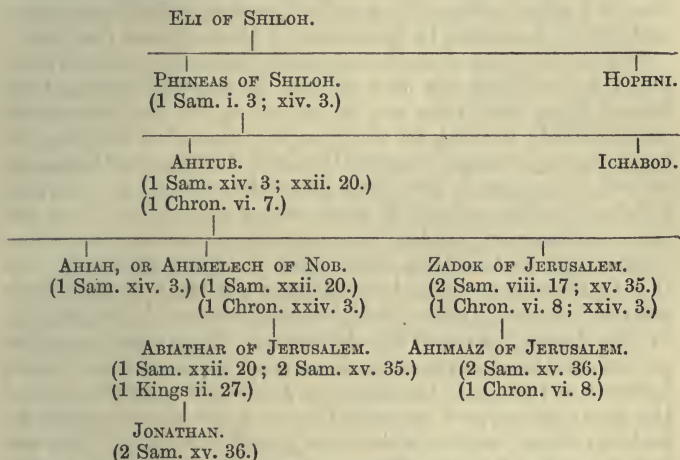 ELI OF SHILOH.
PHINEAS OF SHILOH. HOPHNI.
(1 Sam. i. 3; xiv. 3.)
AHITUB. ICHABOD.
(1 Sam. xiv. 3; xxii. 20.)
(1 Chron. vi. 7.)
AHIAH, OR AHIMELECH OF NOB. ZADOK OF JERUSALEM.
(1 Sam. xiv. 3.) (1 Sam. xxii. 20.) (2 Sam. viii. 17; xv. 35.)
(1 Chron. xxiv. 3.) (1 Chron. vi. 8; xxiv. 3.)
ABIATHAR OF JERUSALEM. AHIMAAZ OF JERUSALEM.
(1 Sam. xxii. 20; 2 Sam. xv. 35.) (2 Sam. xv. 36.)
(1 Kings ii. 27.) (1 Chron. vi. 8.)
JONATHAN.
(2 Sam. xv. 36.)